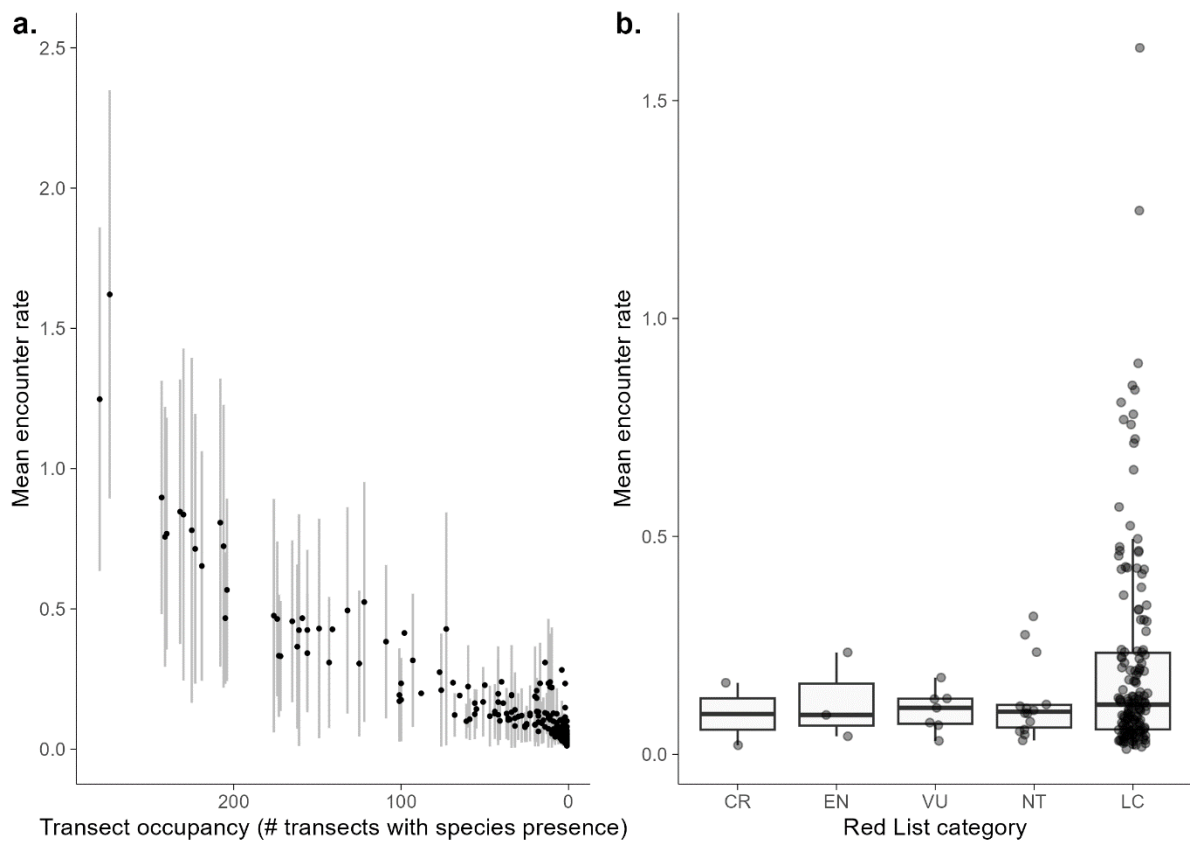 a.
Mean encounter rate
2.5
2.0
1.5
1.0
0.5
0.0
200
100
0
Transect occupancy (# transects with species presence)
b.
Mean encounter rate
1.5
1.0
0.5
0.0
CR
EN
VU
NT
LC
Red List category